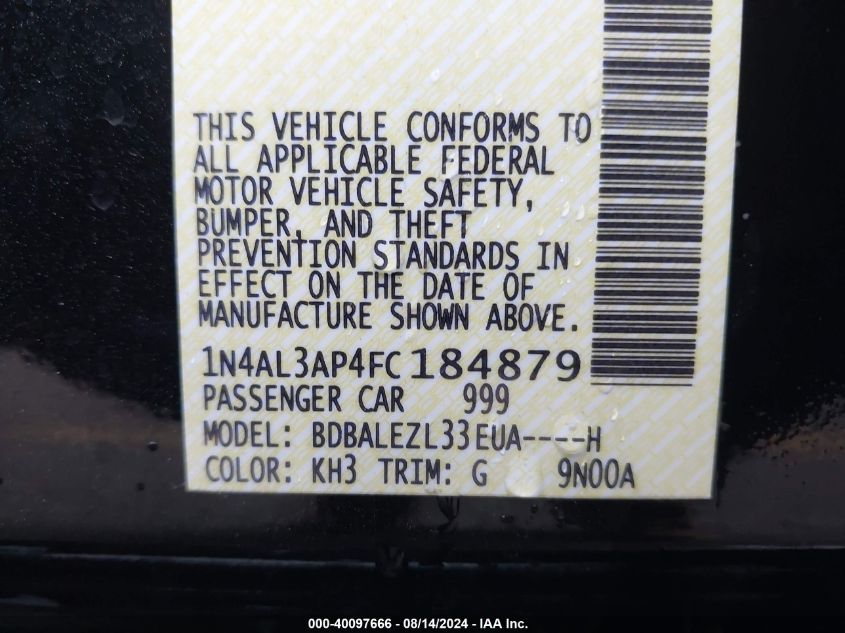 THIS VEHICLE CONFORMS TO
ALL APPLICABLE FEDERAL
MOTOR VEHICLE SAFETY,
BUMPER, AND THEFT
PREVENTION STANDARDS IN
EFFECT ON THE DATE OF
MANUFACTURE SHOWN ABOVE.
1N4AL3AP4FC184879
PASSENGER CAR 999
MODEL: BDBALEZL33EUA----H
COLOR: KH3 TRIM: G 9N00A
000-40097666 - 08/14/2024 - IAA Inc.